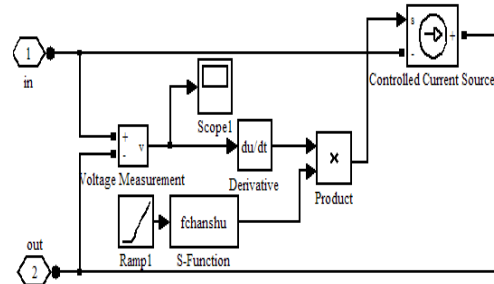 s
+
-
Controlled Current Source
1
in
Scope1
+
-
v
Voltage Measurement
du/dt
Derivative
×
Product
fchanshu
Ramp1
S-Function
out
2